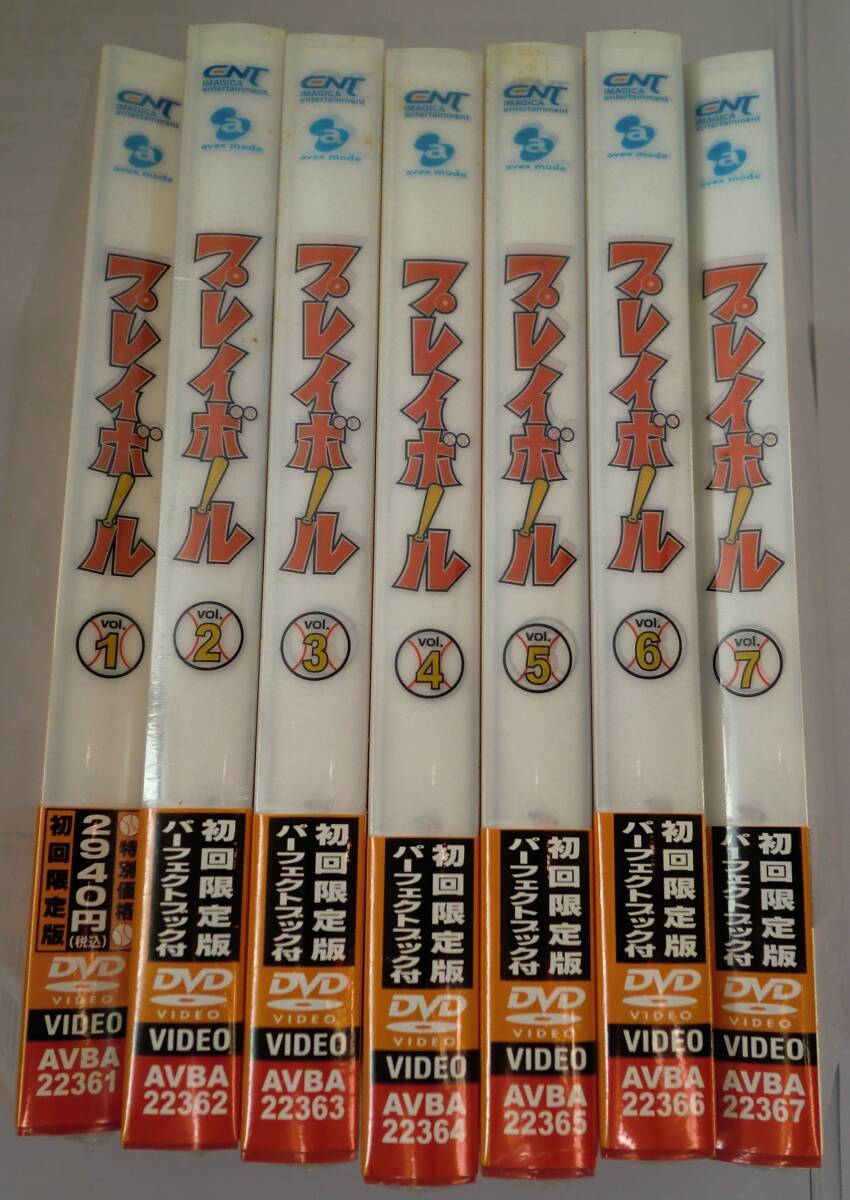 CNT
IMAGICA
entertainment
a
avex mode
プレイボール
vol.
1
特別価格
2940円
(税込)
初回限定版
DVD
VIDEO
VIDEO
AVBA
22361
CNT
IMAGICA
entertainment
a
avex mode
プレイボール
vol.
2
初回限定版
パーフェクトブック付
DVD
VIDEO
VIDEO
AVBA
22362
CNT
IMAGICA
entertainment
a
avex mode
プレイボール
vol.
3
初回限定版
パーフェクトブック付
DVD
VIDEO
VIDEO
AVBA
22363
CNT
IMAGICA
entertainment
a
avex mode
プレイボール
vol.
4
初回限定版
パーフェクトブック付
DVD
VIDEO
VIDEO
AVBA
22364
CNT
IMAGICA
entertainment
a
avex mode
プレイボール
vol.
5
初回限定版
パーフェクトブック付
DVD
VIDEO
VIDEO
AVBA
22365
CNT
IMAGICA
entertainment
a
avex mode
プレイボール
vol.
6
初回限定版
パーフェクトブック付
DVD
VIDEO
VIDEO
AVBA
22366
CNT
IMAGICA
entertainment
a
avex mode
プレイボール
vol.
7
初回限定版
パーフェクトブック付
DVD
VIDEO
VIDEO
AVBA
22367